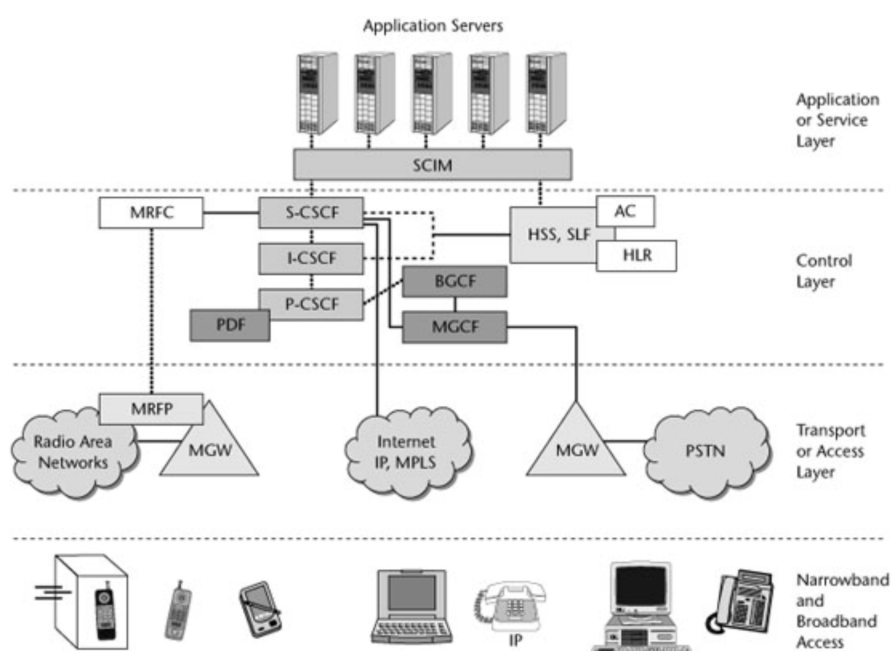 Application Servers
Application
or Service
Layer
SCIM
MRFC
S-CSCF
HSS, SLF
AC
HLR
I-CSCF
Control
Layer
BGCF
P-CSCF
PDF
MGCF
MRFP
Radio Area
Networks
MGW
Internet
IP, MPLS
MGW
PSTN
Transport
or Access
Layer
IP
Narrowband
and
Broadband
Access